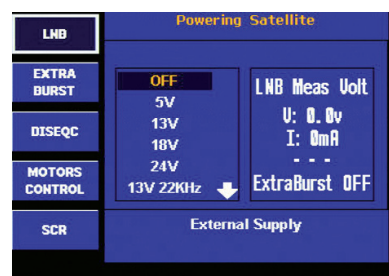 LNB
Powering Satellite
EXTRA
BURST
DISEQC
MOTORS
CONTROL
SCR
OFF
5V
13V
18V
24V
13V 22KHz
LNB Meas Volt
V: 0.0v
I: 0mA
- - -
ExtraBurst OFF
External Supply